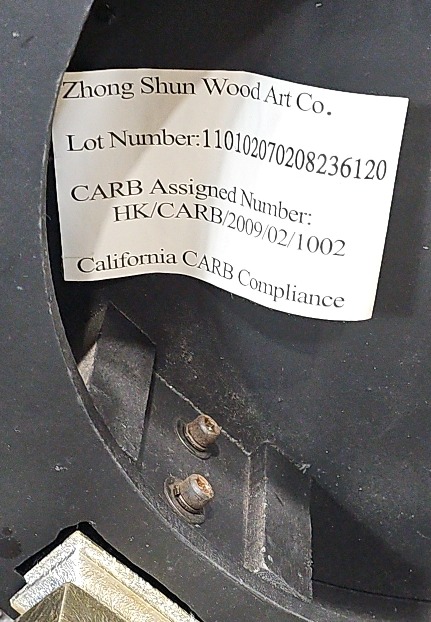 Zhong Shun Wood Art Co.
Lot Number:110102070208236120
CARB Assigned Number:
HK/CARB/2009/02/1002
California CARB Compliance